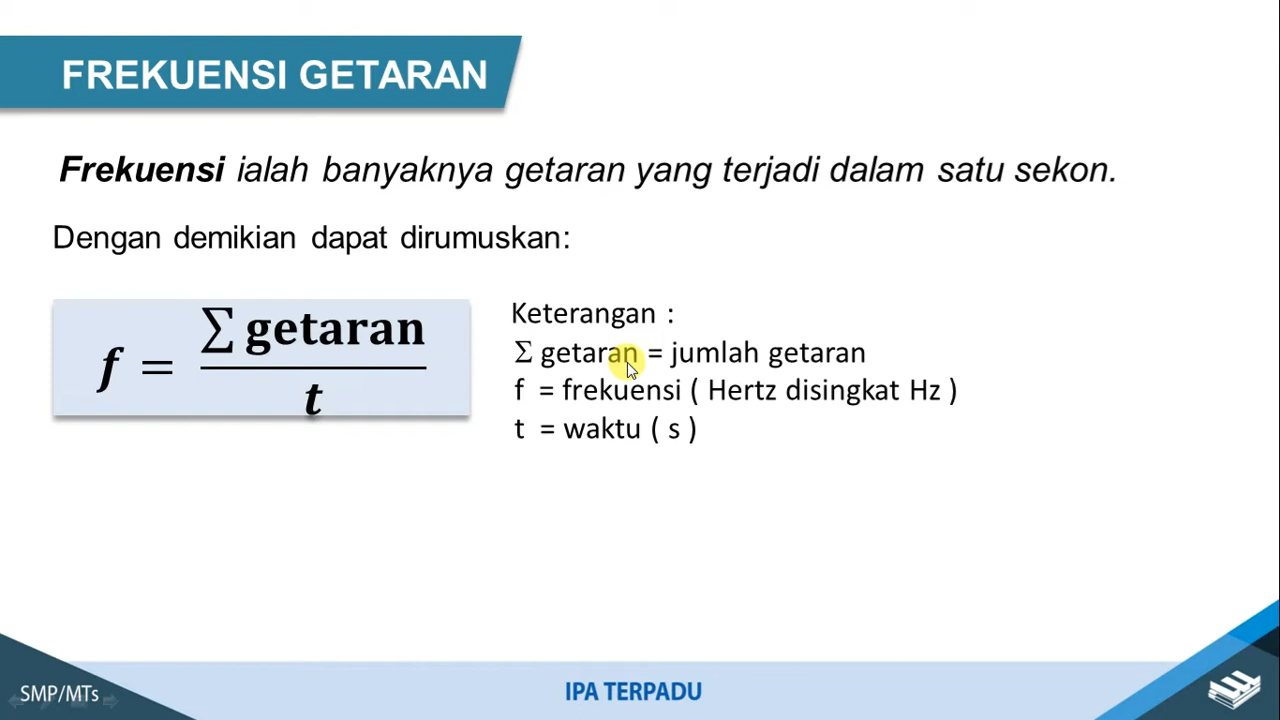 FREKUENSI GETARAN
Frekuensi ialah banyaknya getaran yang terjadi dalam satu sekon.
Dengan demikian dapat dirumuskan:
f = ∑ getaran / t
Keterangan :
Σ getaran = jumlah getaran
f = frekuensi ( Hertz disingkat Hz )
t = waktu ( s )
SMP/MTs
IPA TERPADU